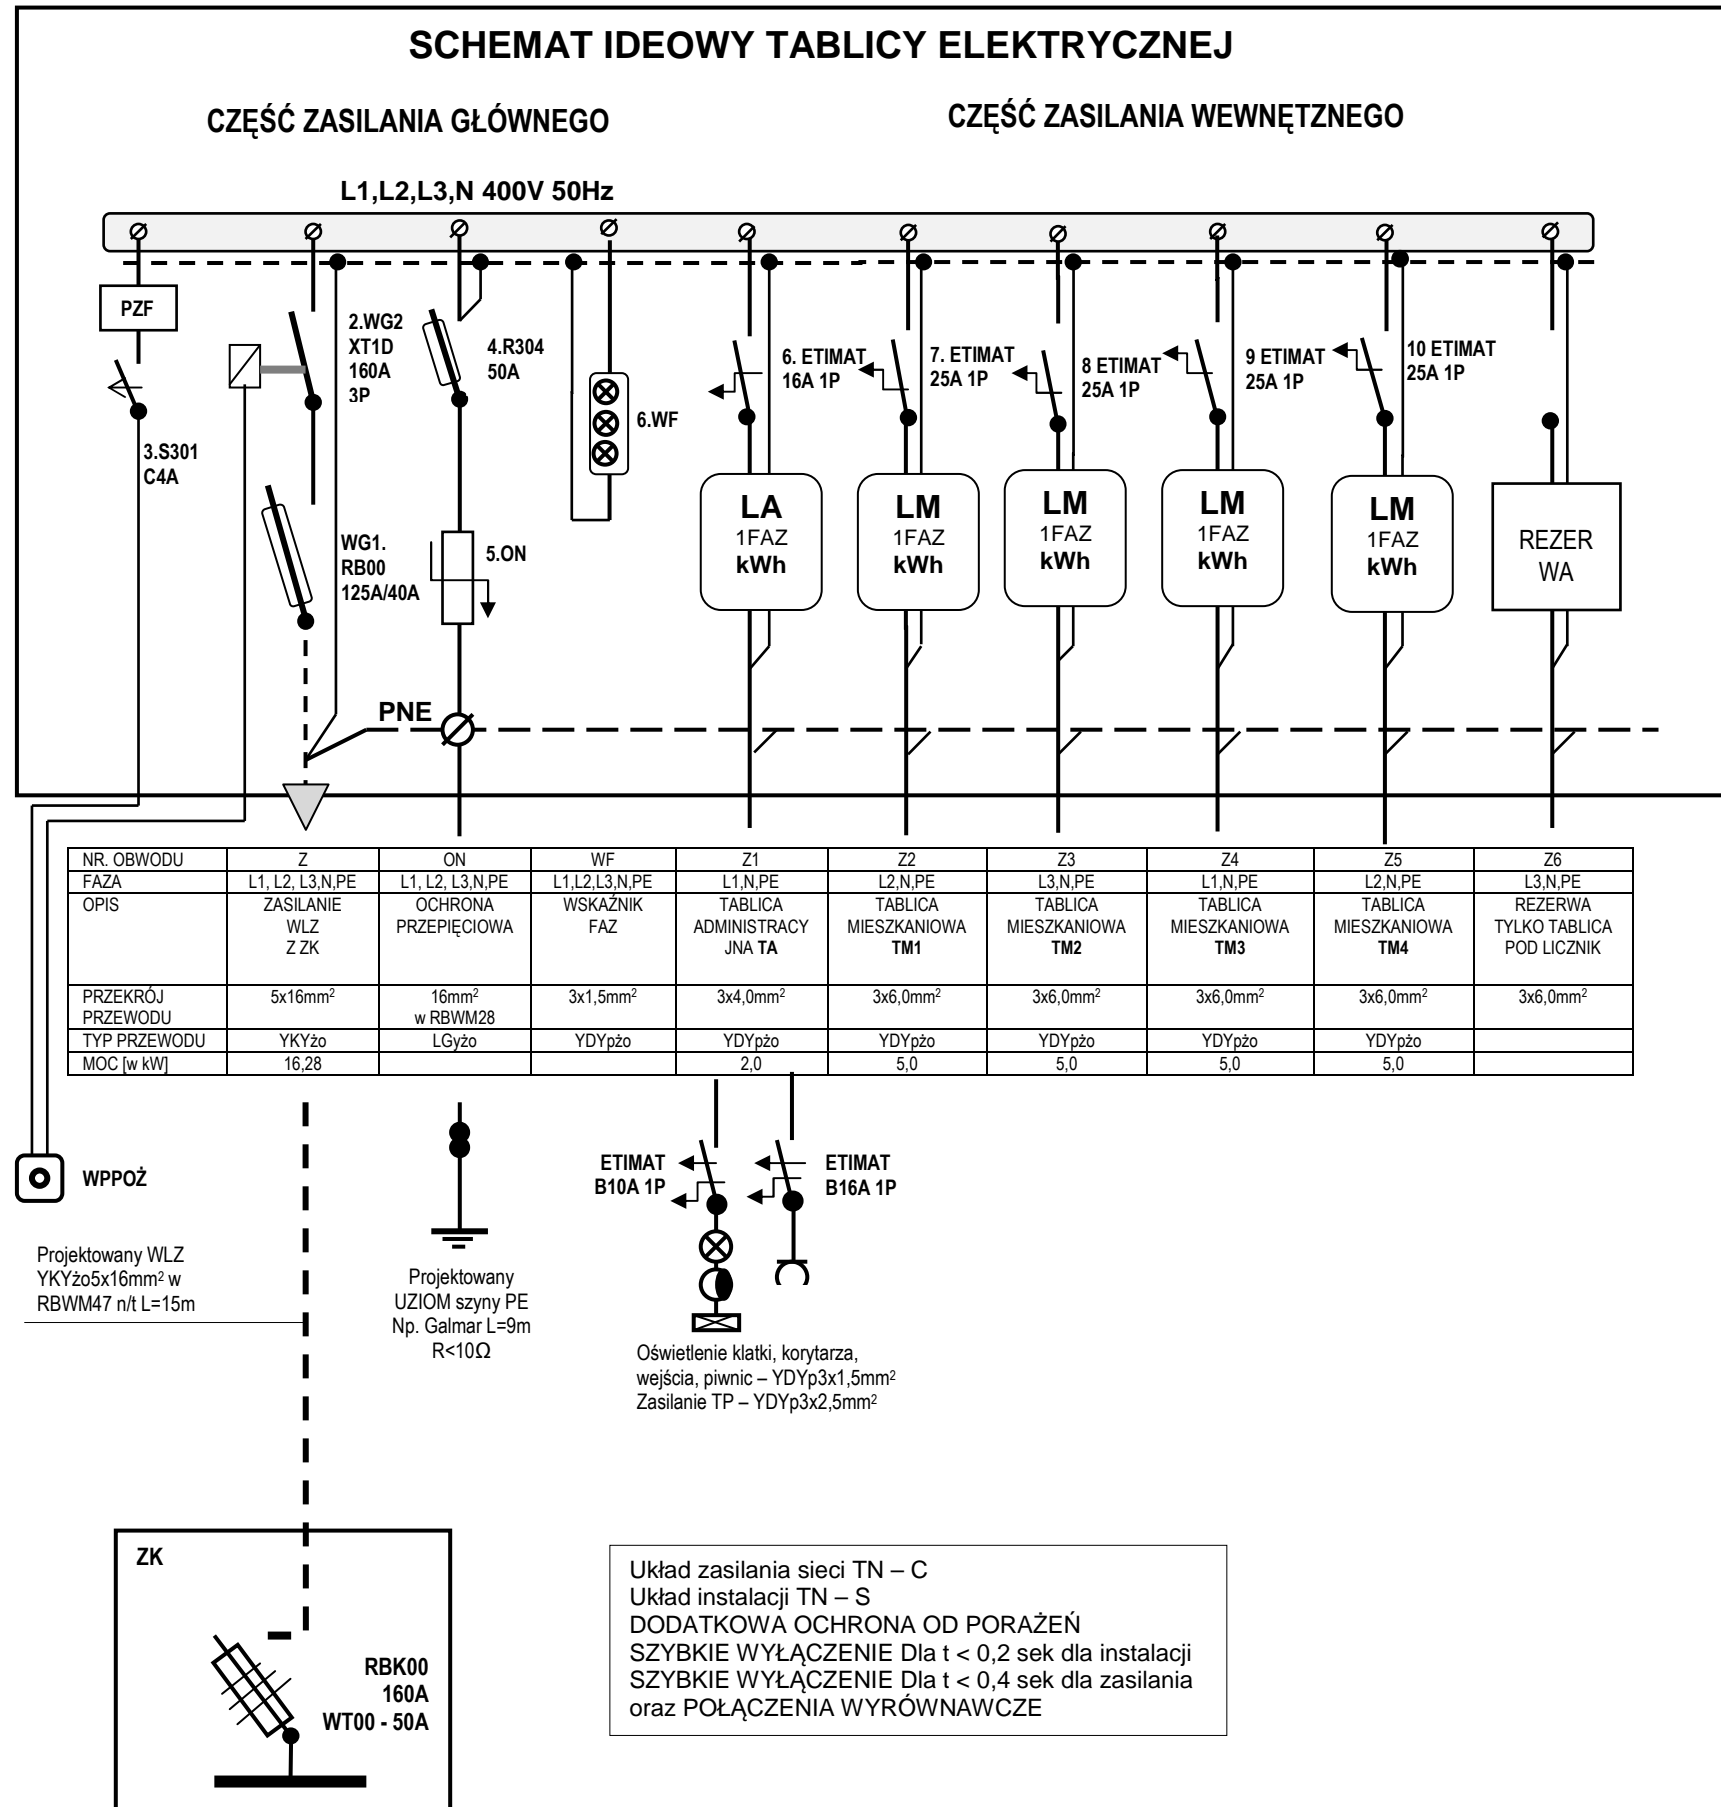 SCHEMAT IDEOWY TABLICY ELEKTRYCZNEJ
CZĘŚĆ ZASILANIA GŁÓWNEGO
CZĘŚĆ ZASILANIA WEWNĘTZNEGO
L1,L2,L3,N 400V 50Hz
PZF
3.S301
C4A
2.WG2
XT1D
160A
3P
WG1.
RB00
125A/40A
4.R304
50A
5.ON
6.WF
6. ETIMAT
16A 1P
7. ETIMAT
25A 1P
8 ETIMAT
25A 1P
9 ETIMAT
25A 1P
10 ETIMAT
25A 1P
LA
1FAZ
kWh
LM
1FAZ
kWh
LM
1FAZ
kWh
LM
1FAZ
kWh
LM
1FAZ
kWh
REZER
WA
PNE
NR. OBWODU Z ON WF Z1 Z2 Z3 Z4 Z5 Z6
FAZA L1, L2, L3,N,PE L1, L2, L3,N,PE L1,L2,L3,N,PE L1,N,PE L2,N,PE L3,N,PE L1,N,PE L2,N,PE L3,N,PE
OPIS ZASILANIE OCHRONA WSKAŹNIK TABLICA TABLICA TABLICA TABLICA TABLICA REZERWA
WLZ PRZEPIĘCIOWA FAZ ADMINISTRACY MIESZKANIOWA MIESZKANIOWA MIESZKANIOWA MIESZKANIOWA TYLKO TABLICA
Z ZK JNA TA TM1 TM2 TM3 TM4 POD LICZNIK
PRZEKRÓJ 5x16mm² 16mm² 3x1,5mm² 3x4,0mm² 3x6,0mm² 3x6,0mm² 3x6,0mm² 3x6,0mm² 3x6,0mm²
PRZEWODU w RBWM28
TYP PRZEWODU YKYżo LGyżo YDYpżo YDYpżo YDYpżo YDYpżo YDYpżo YDYpżo
MOC [w kW] 16,28 2,0 5,0 5,0 5,0 5,0
WPPOŻ
Projektowany WLZ
YKYżo5x16mm² w
RBWM47 n/t L=15m
Projektowany
UZIOM szyny PE
Np. Galmar L=9m
R<10Ω
ETIMAT
B10A 1P
ETIMAT
B16A 1P
Oświetlenie klatki, korytarza,
wejścia, piwnic – YDYp3x1,5mm²
Zasilanie TP – YDYp3x2,5mm²
ZK
RBK00
160A
WT00 - 50A
Układ zasilania sieci TN – C
Układ instalacji TN – S
DODATKOWA OCHRONA OD PORAŻEŃ
SZYBKIE WYŁĄCZENIE Dla t < 0,2 sek dla instalacji
SZYBKIE WYŁĄCZENIE Dla t < 0,4 sek dla zasilania
oraz POŁĄCZENIA WYRÓWNAWCZE